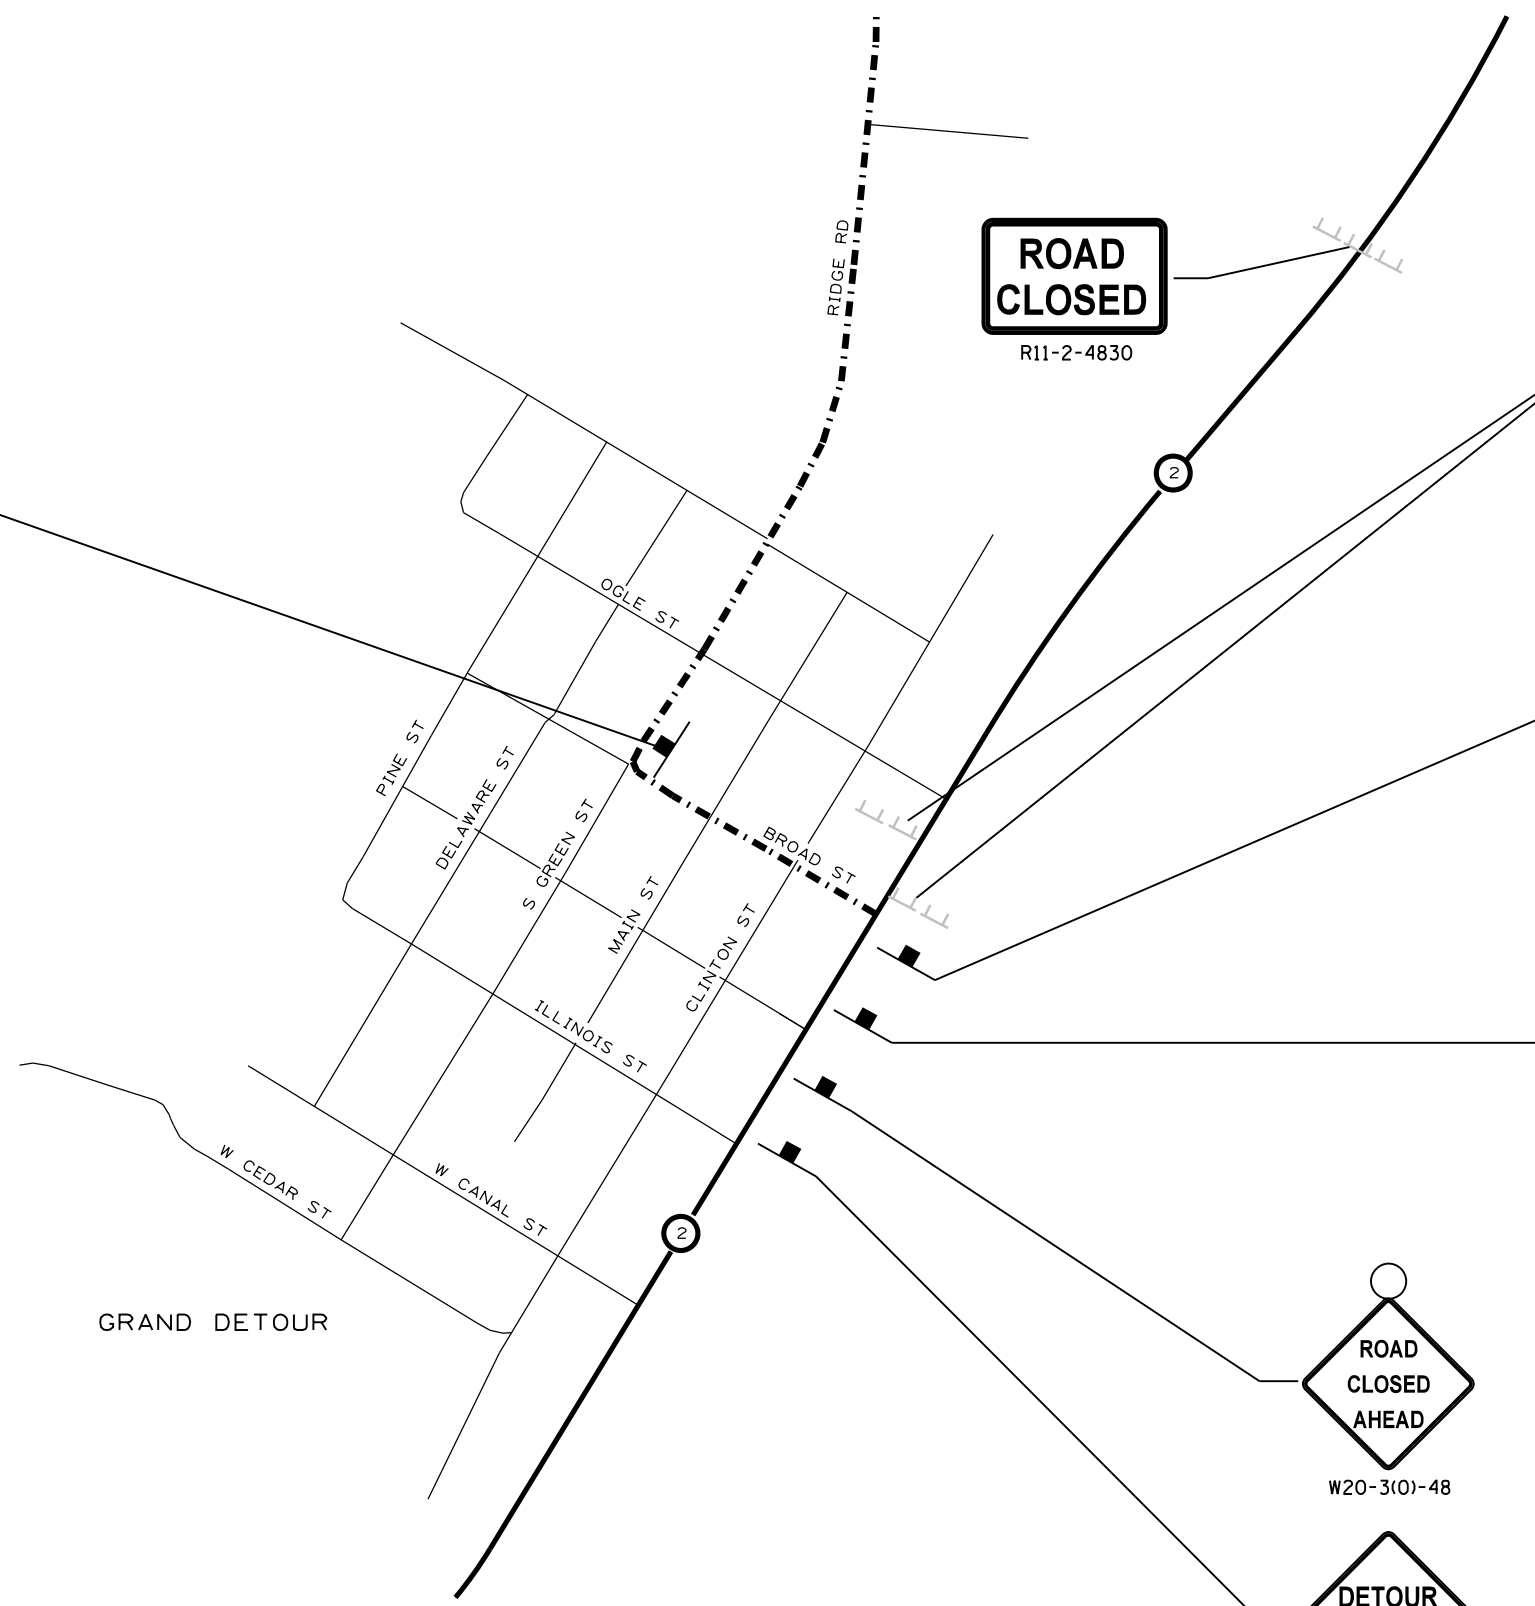 RIDGE RD
ROAD
CLOSED
R11-2-4830
2
OGLE ST
PINE ST
DELAWARE ST
S GREEN ST
BROAD ST
MAIN ST
CLINTON ST
ILLINOIS ST
W CEDAR ST
W CANAL ST
2
GRAND DETOUR
ROAD
CLOSED
AHEAD
W20-3(0)-48
DETOUR